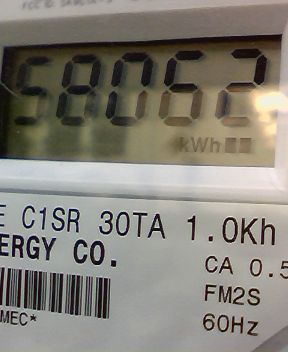 58062
kWh
E C1SR 30TA 1.0Kh
ERGY CO.
CA 0.5
FM2S
MEC*
60Hz